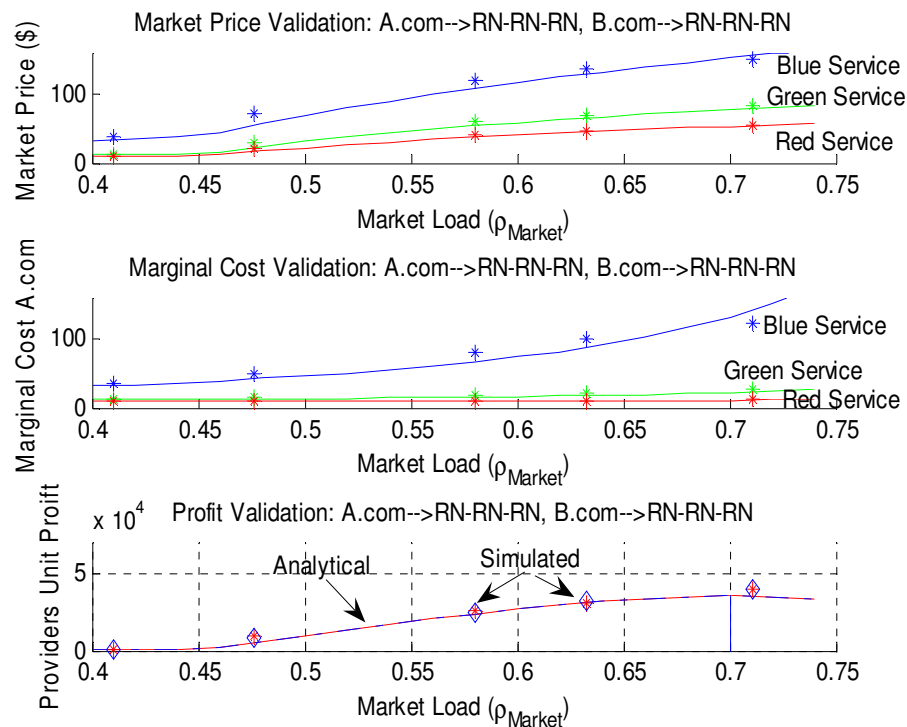 Market Price Validation: A.com-->RN-RN-RN, B.com-->RN-RN-RN
Market Price ($)
100
0
Blue Service
Green Service
Red Service
0.4 0.45 0.5 0.55 0.6 0.65 0.7 0.75
Market Load (ρMarket)
Marginal Cost Validation: A.com-->RN-RN-RN, B.com-->RN-RN-RN
Marginal Cost A.com
100
0
Blue Service
Green Service
Red Service
0.4 0.45 0.5 0.55 0.6 0.65 0.7 0.75
Market Load (ρMarket)
x 10^4
Profit Validation: A.com-->RN-RN-RN, B.com-->RN-RN-RN
Providers Unit Proift
5
0
Analytical
Simulated
0.4 0.45 0.5 0.55 0.6 0.65 0.7 0.75
Market Load (ρMarket)